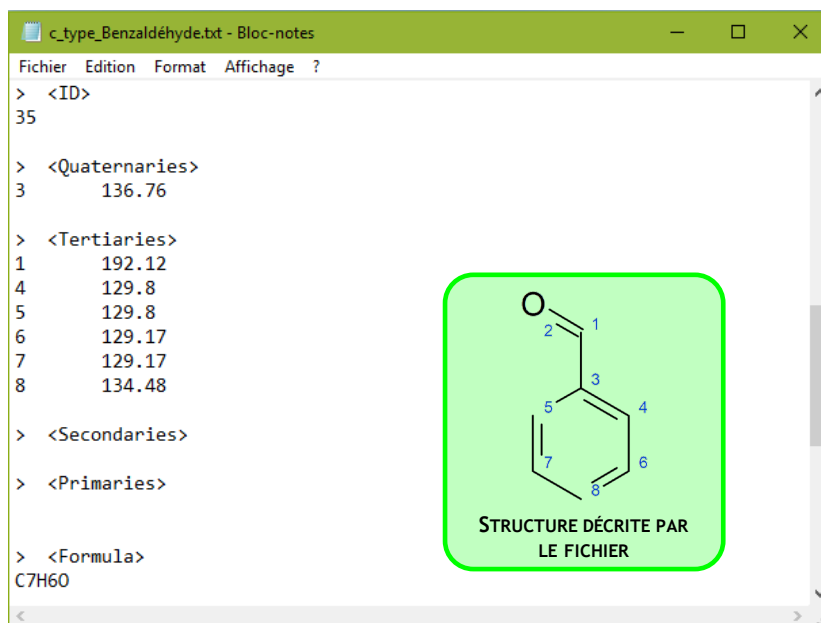 c_type_Benzaldéhyde.txt - Bloc-notes
Fichier Edition Format Affichage ?
> <ID>
35
> <Quaternaries>
3 136.76
> <Tertiaries>
1 192.12
4 129.8
5 129.8
6 129.17
7 129.17
8 134.48
> <Secondaries>
> <Primaries>
> <Formula>
C7H6O
O
2 1
3
5 4
7 6
8
STRUCTURE DÉCRITE PAR
LE FICHIER